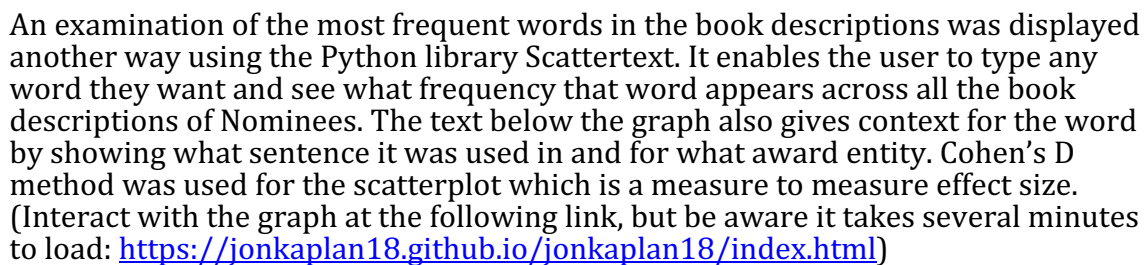 An examination of the most frequent words in the book descriptions was displayed
another way using the Python library Scattertext. It enables the user to type any
word they want and see what frequency that word appears across all the book
descriptions of Nominees. The text below the graph also gives context for the word
by showing what sentence it was used in and for what award entity. Cohen’s D
method was used for the scatterplot which is a measure to measure effect size.
(Interact with the graph at the following link, but be aware it takes several minutes
to load: https://jonkaplan18.github.io/jonkaplan18/index.html)